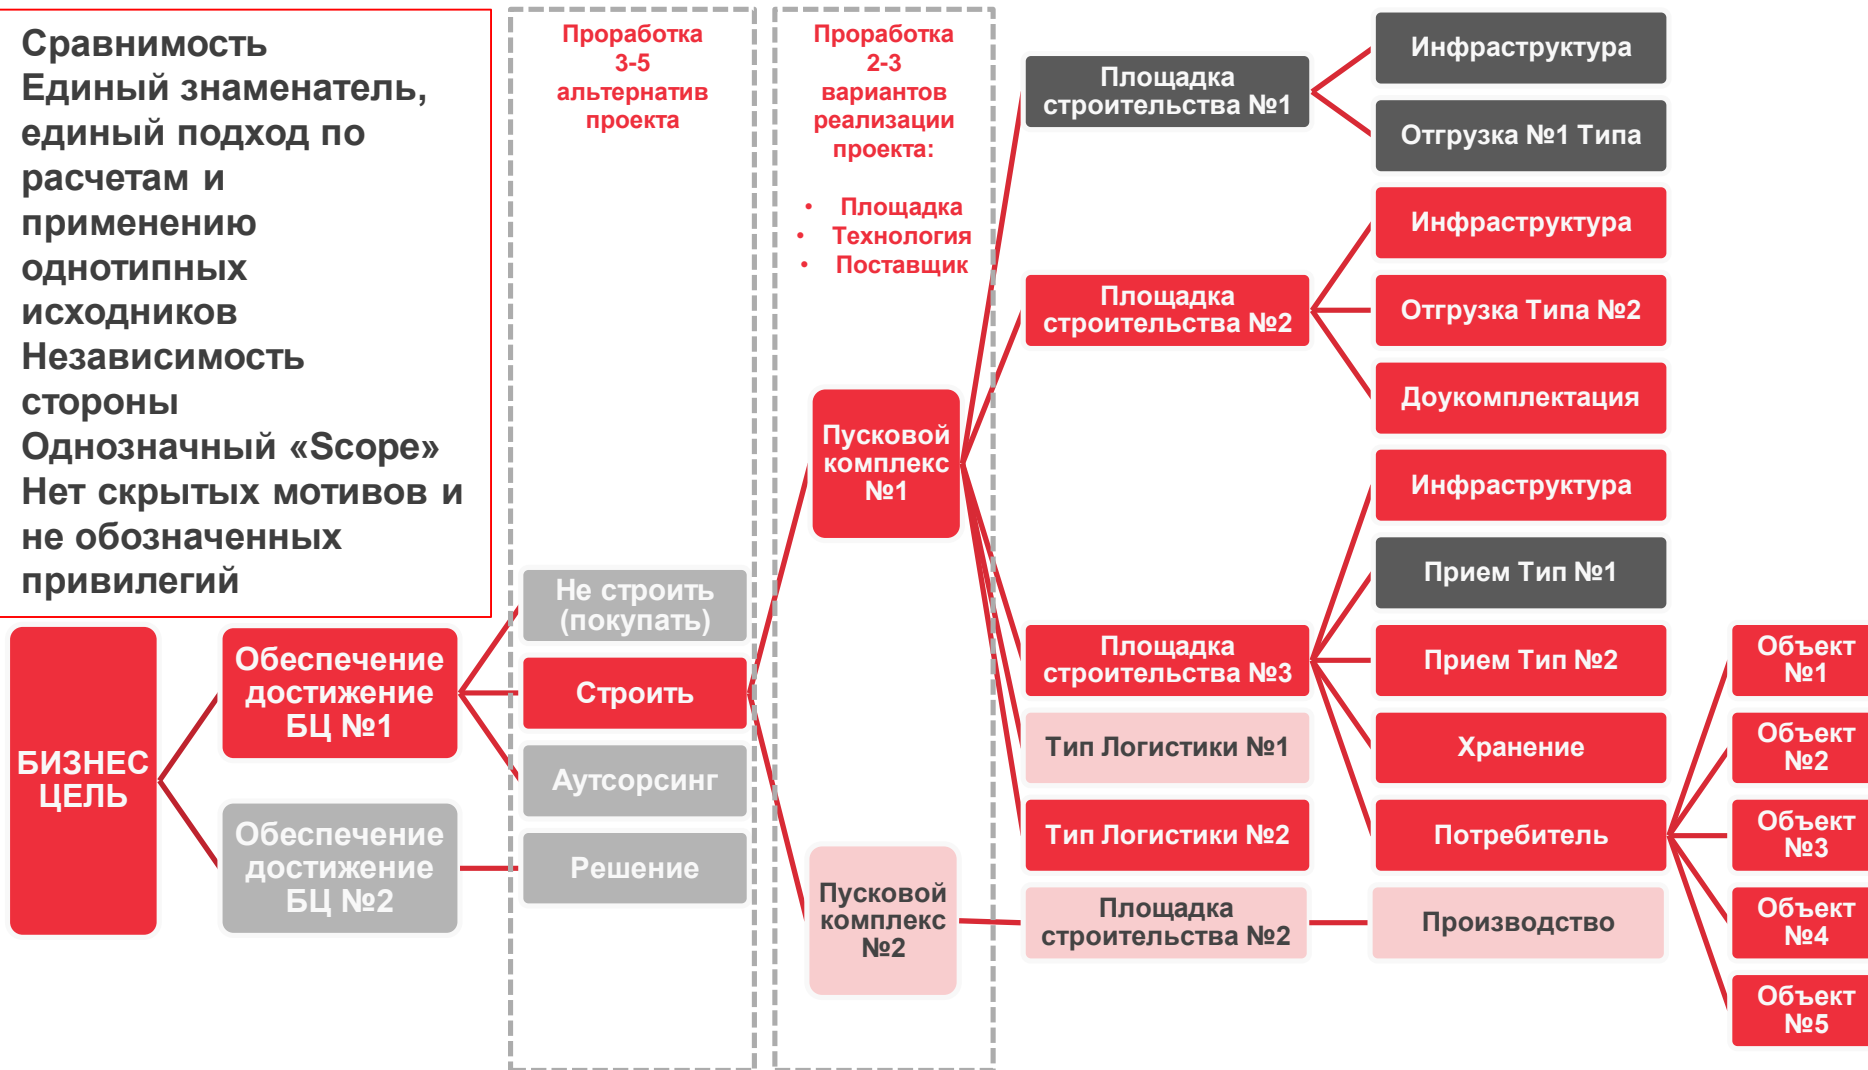 Сравнимость
Единый знаменатель,
единый подход по
расчетам и
применению
однотипных
исходников
Независимость
стороны
Однозначный «Scope»
Нет скрытых мотивов и
не обозначенных
привилегий
БИЗНЕС
ЦЕЛЬ
Обеспечение
достижение
БЦ №1
Обеспечение
достижение
БЦ №2
Проработка
3-5
альтернатив
проекта
Не строить
(покупать)
Строить
Аутсорсинг
Решение
Проработка
2-3
вариантов
реализации
проекта:
• Площадка
• Технология
• Поставщик
Пусковой
комплекс
№1
Пусковой
комплекс
№2
Площадка
строительства №1
Площадка
строительства №2
Площадка
строительства №3
Тип Логистики №1
Тип Логистики №2
Площадка
строительства №2
Инфраструктура
Отгрузка №1 Типа
Инфраструктура
Отгрузка Типа №2
Доукомплектация
Инфраструктура
Прием Тип №1
Прием Тип №2
Хранение
Потребитель
Производство
Объект
№1
Объект
№2
Объект
№3
Объект
№4
Объект
№5